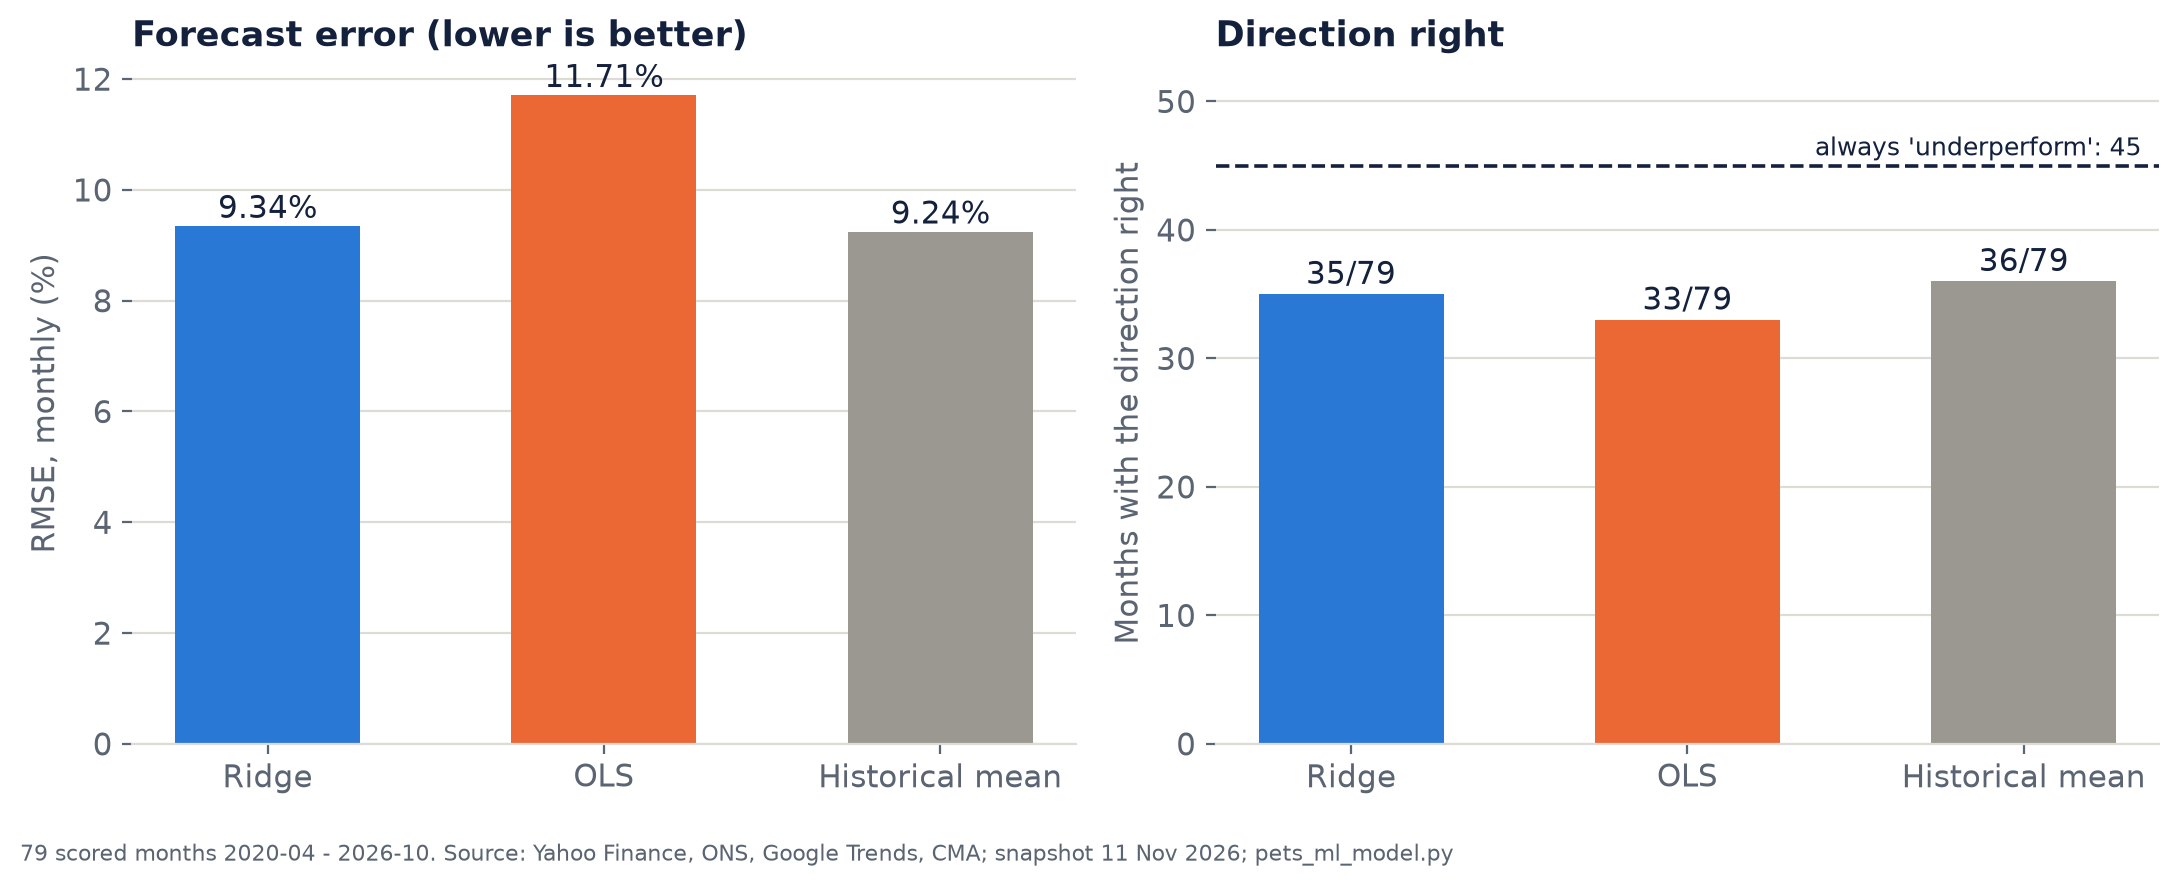 Forecast error (lower is better)
RMSE, monthly (%)
12
10
8
6
4
2
0
9.34%
11.71%
9.24%
Ridge
OLS
Historical mean
Direction right
Months with the direction right
50
40
30
20
10
0
always 'underperform': 45
35/79
33/79
36/79
Ridge
OLS
Historical mean
79 scored months 2020-04 - 2026-10. Source: Yahoo Finance, ONS, Google Trends, CMA; snapshot 11 Nov 2026; pets_ml_model.py